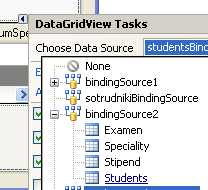 DataGridView Tasks
umSpe
Choose Data Source studentsBind
None
bindingSource1
sotrudnikiBindingSource
bindingSource2
Examen
Speciality
Stipend
Students